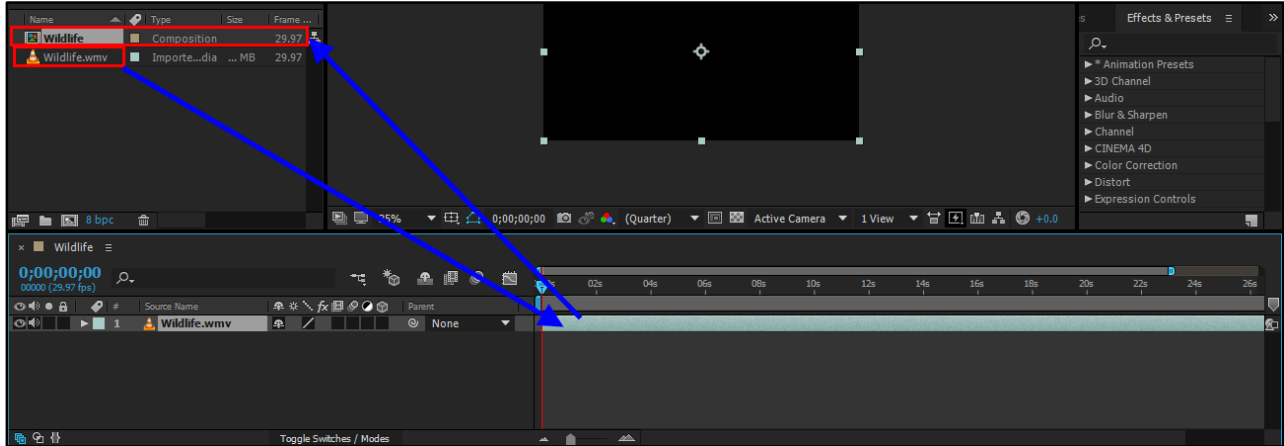 Name Type Size Frame ...
Wildlife Composition 29.97
Wildlife.wmv Importe...dia ... MB 29.97
8 bpc
25% 0;00;00;00 (Quarter) Active Camera 1 View +0.0
s Effects & Presets
* Animation Presets
3D Channel
Audio
Blur & Sharpen
Channel
CINEMA 4D
Color Correction
Distort
Expression Controls
× Wildlife
0;00;00;00
00000 (29.97 fps)
02s 04s 06s 08s 10s 12s 14s 16s 18s 20s 22s 24s 26s
# Source Name fx Parent
1 Wildlife.wmv None
Toggle Switches / Modes